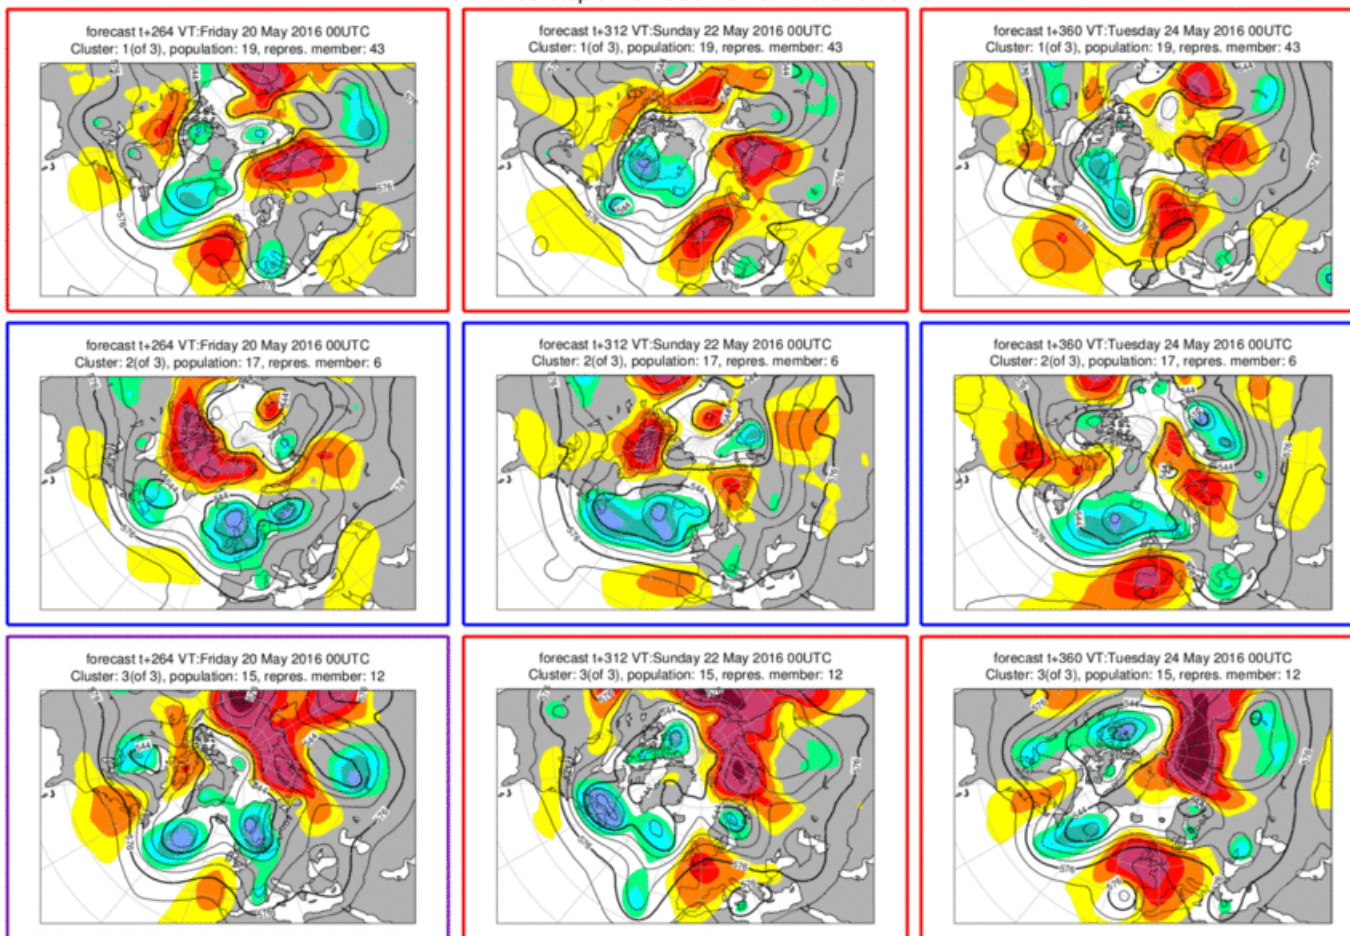 forecast t+264 VT:Friday 20 May 2016 00UTC
Cluster: 1(of 3), population: 19, repres. member: 43
forecast t+312 VT:Sunday 22 May 2016 00UTC
Cluster: 1(of 3), population: 19, repres. member: 43
forecast t+360 VT:Tuesday 24 May 2016 00UTC
Cluster: 1(of 3), population: 19, repres. member: 43
forecast t+264 VT:Friday 20 May 2016 00UTC
Cluster: 2(of 3), population: 17, repres. member: 6
forecast t+312 VT:Sunday 22 May 2016 00UTC
Cluster: 2(of 3), population: 17, repres. member: 6
forecast t+360 VT:Tuesday 24 May 2016 00UTC
Cluster: 2(of 3), population: 17, repres. member: 6
forecast t+264 VT:Friday 20 May 2016 00UTC
Cluster: 3(of 3), population: 15, repres. member: 12
forecast t+312 VT:Sunday 22 May 2016 00UTC
Cluster: 3(of 3), population: 15, repres. member: 12
forecast t+360 VT:Tuesday 24 May 2016 00UTC
Cluster: 3(of 3), population: 15, repres. member: 12